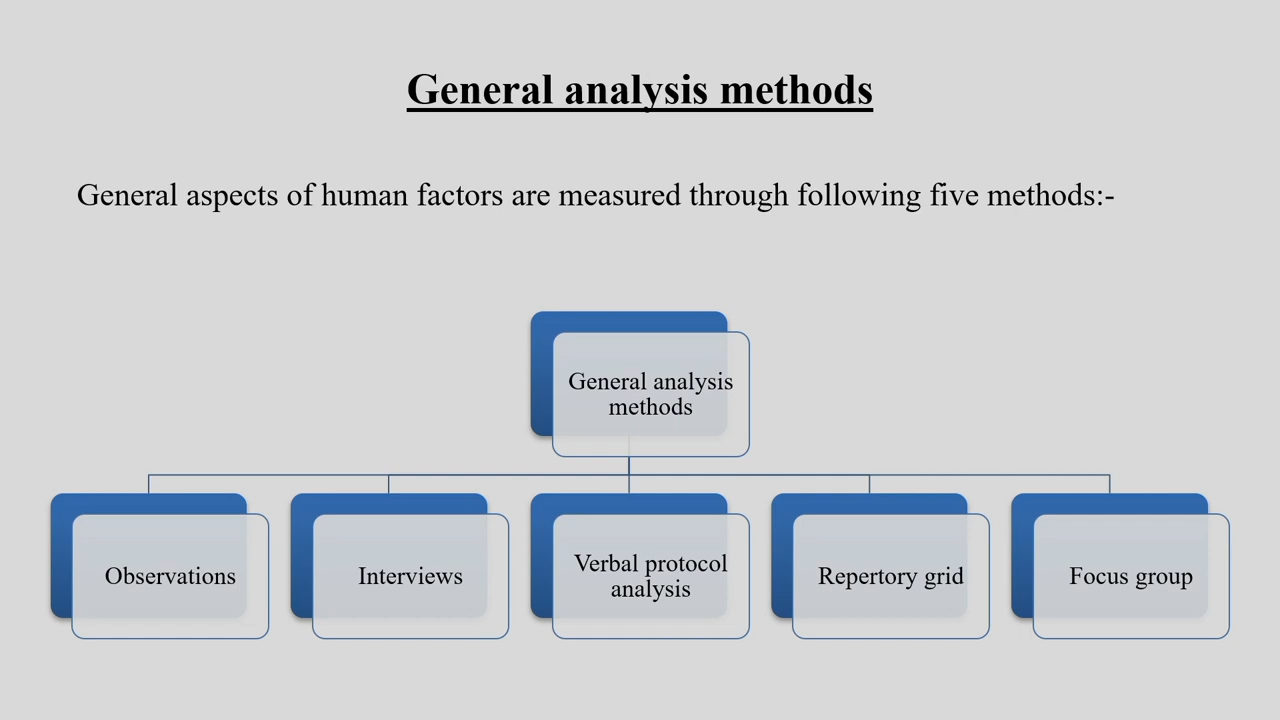 General analysis methods
General aspects of human factors are measured through following five methods:-
General analysis
methods
Observations
Interviews
Verbal protocol
analysis
Repertory grid
Focus group